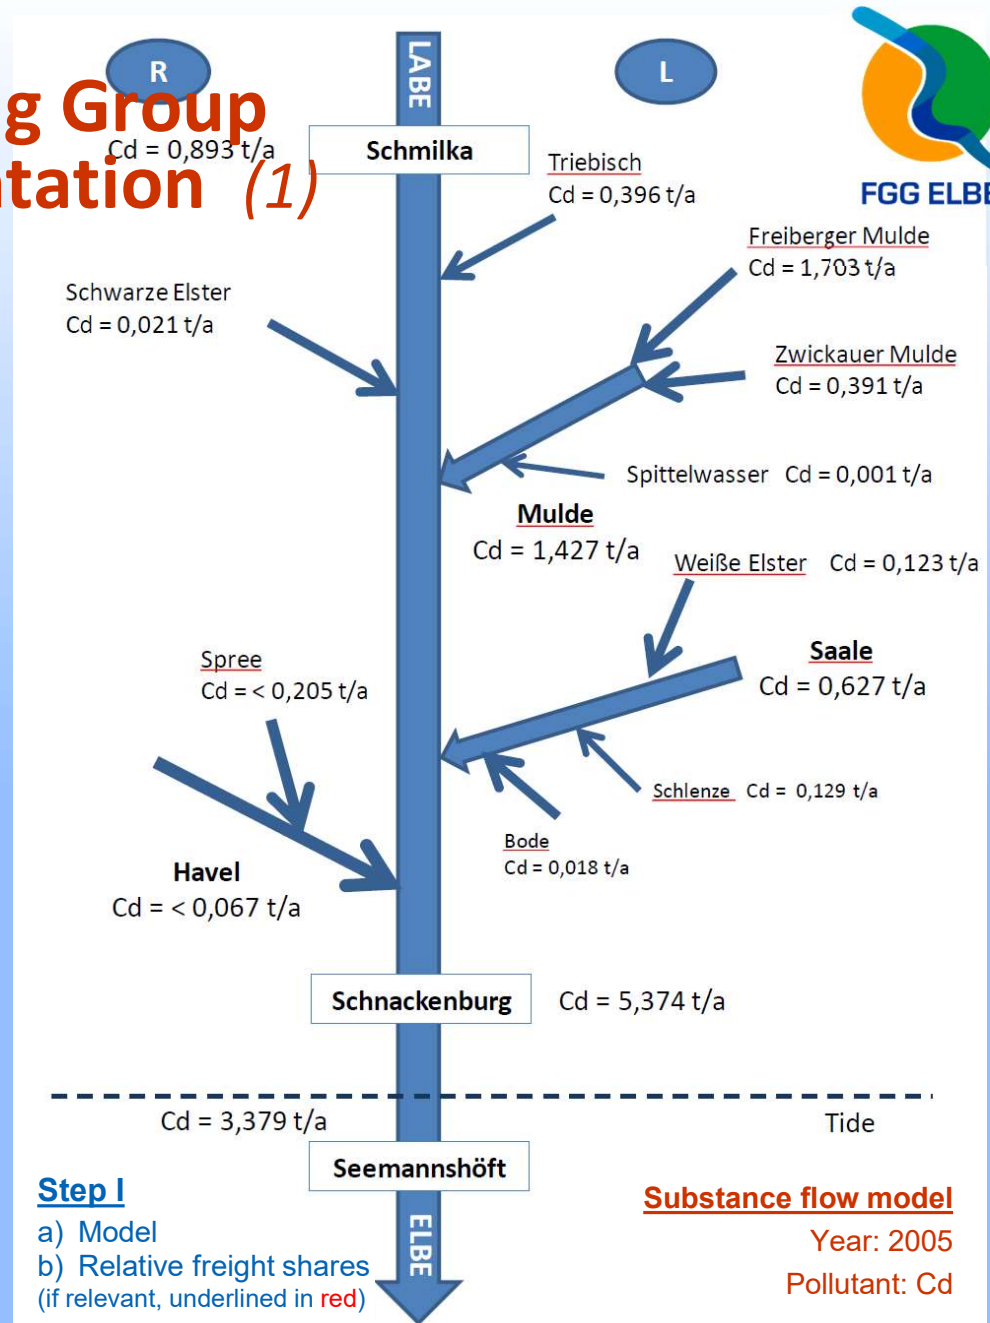 R
LABE
L
g Group
tation (1)
FGG ELBE
Cd = 0,893 t/a
Schmilka
Triebisch
Cd = 0,396 t/a
Freiberger Mulde
Cd = 1,703 t/a
Schwarze Elster
Cd = 0,021 t/a
Zwickauer Mulde
Cd = 0,391 t/a
Spittelwasser Cd = 0,001 t/a
Mulde
Cd = 1,427 t/a
Weiße Elster Cd = 0,123 t/a
Spree
Cd = < 0,205 t/a
Saale
Cd = 0,627 t/a
Schlenze Cd = 0,129 t/a
Bode
Cd = 0,018 t/a
Havel
Cd = < 0,067 t/a
Schnackenburg Cd = 5,374 t/a
Cd = 3,379 t/a
Tide
Seemannshöft
ELBE
Step I
a) Model
b) Relative freight shares
(if relevant, underlined in red)
Substance flow model
Year: 2005
Pollutant: Cd